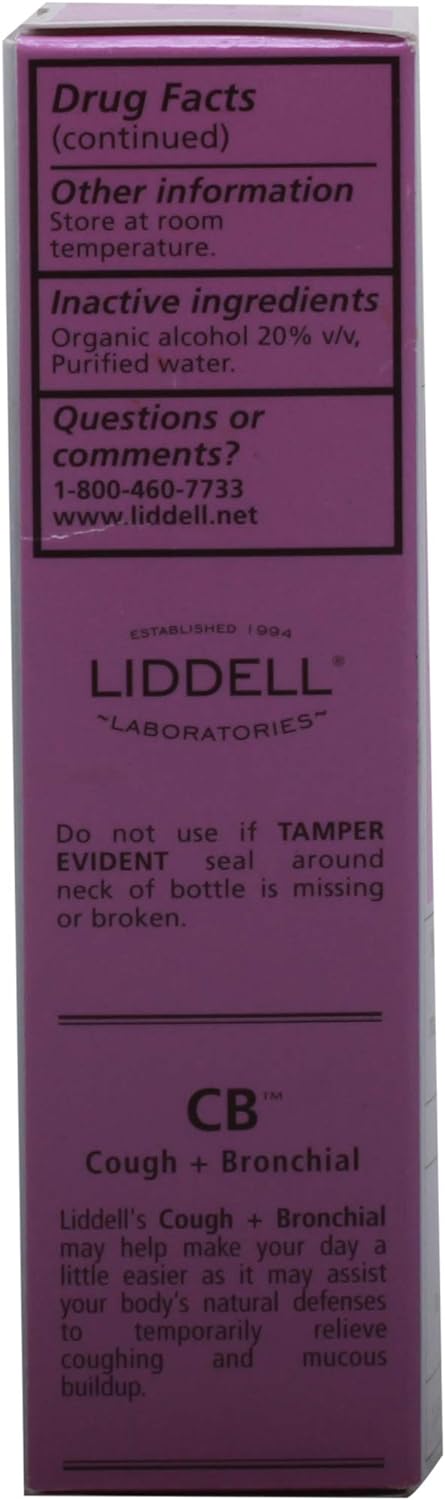 Drug Facts
(continued)
Other information
Store at room
temperature.
Inactive ingredients
Organic alcohol 20% v/v,
Purified water.
Questions or
comments?
1-800-460-7733
www.liddell.net
ESTABLISHED 1994
LIDDELL®
~LABORATORIES~
Do not use if TAMPER
EVIDENT seal around
neck of bottle is missing
or broken.
CB™
Cough + Bronchial
Liddell's Cough + Bronchial
may help make your day a
little easier as it may assist
your body's natural defenses
to temporarily relieve
coughing and mucous
buildup.